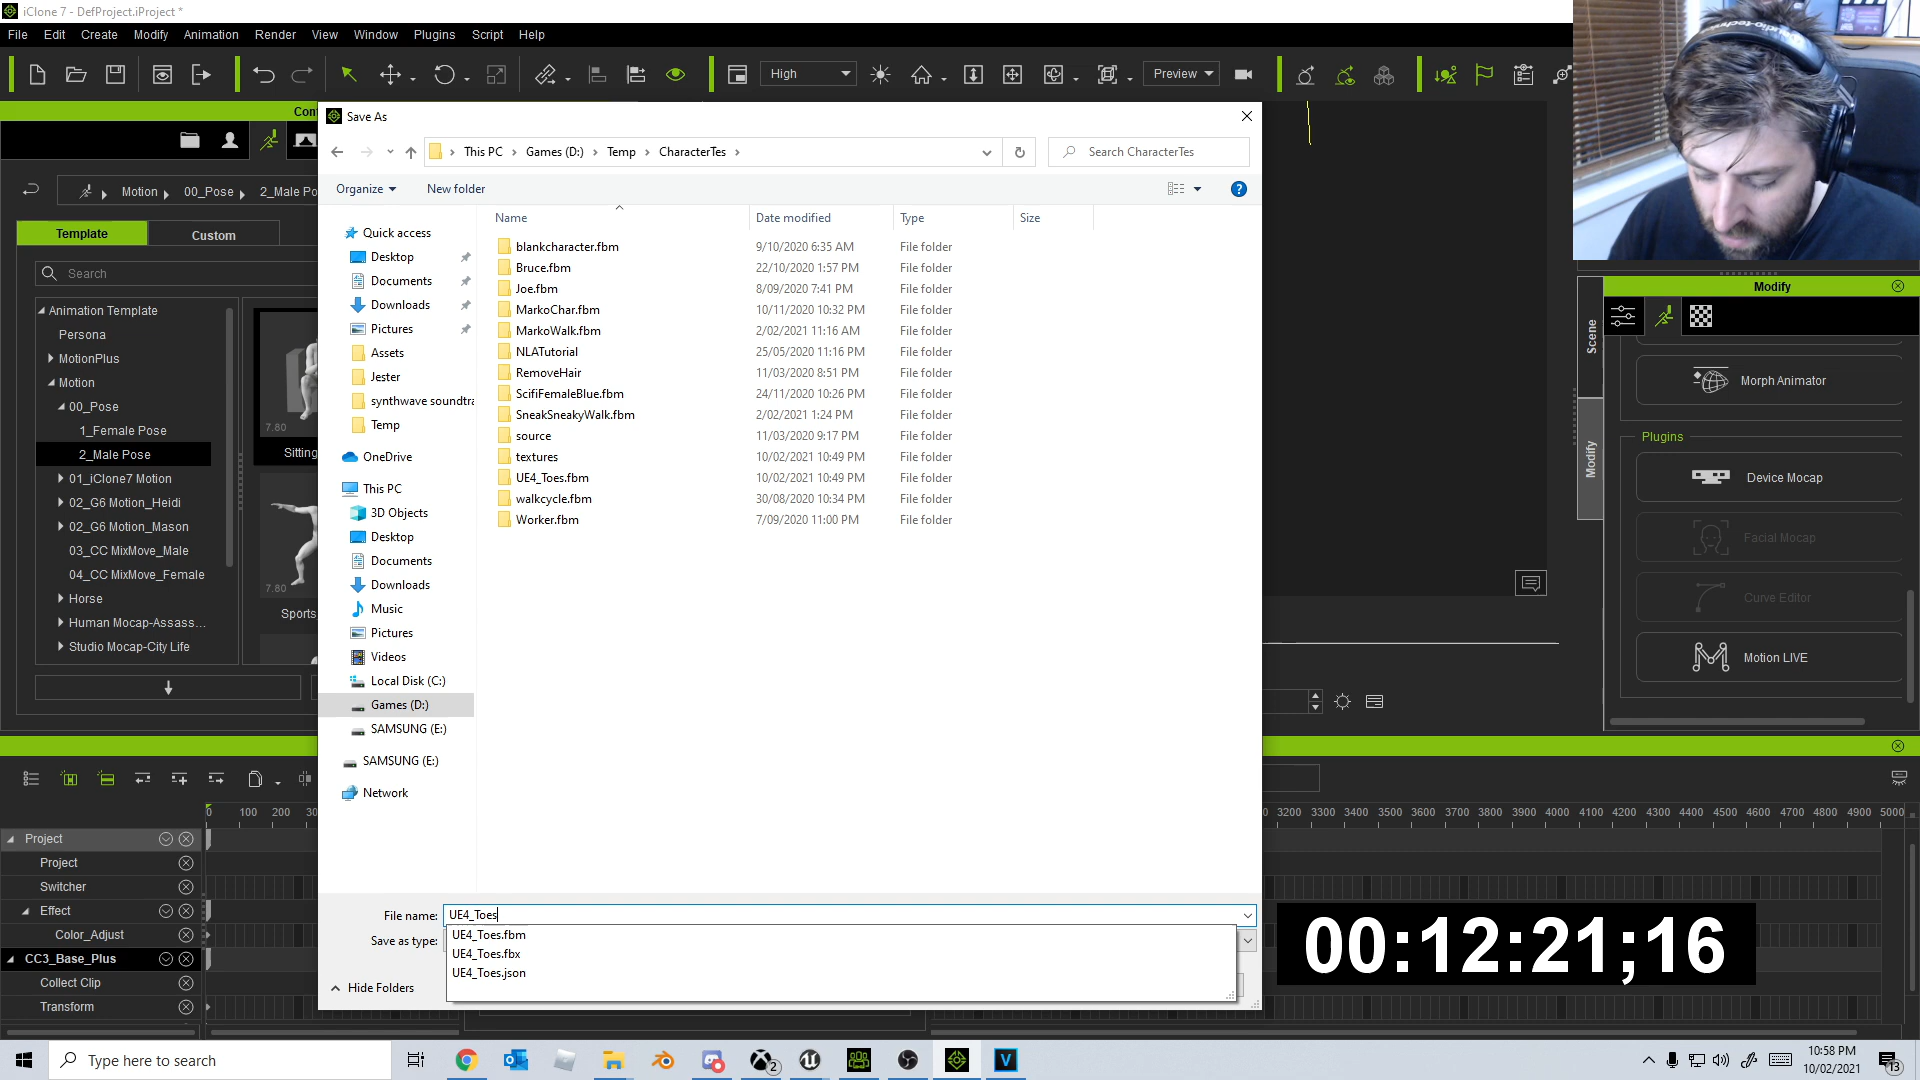 iClone 7 - DefProject.iProject *
File Edit Create Modify Animation Render View Window Plugins Script Help
High
Preview
Con
Save As
This PC Games (D:) Temp CharacterTes
Search CharacterTes
Organize New folder
Motion 00_Pose 2_Male Po
Template Custom
Search
Animation Template
Persona
MotionPlus
Motion
00_Pose
1_Female Pose
2_Male Pose
01_iClone7 Motion
02_G6 Motion_Heidi
02_G6 Motion_Mason
03_CC MixMove_Male
04_CC MixMove_Female
Horse
Human Mocap-Assass...
Studio Mocap-City Life
7.80
Sitting
7.80
Sports
Quick access
Desktop
Documents
Downloads
Pictures
Assets
Jester
synthwave soundtra
Temp
OneDrive
This PC
3D Objects
Desktop
Documents
Downloads
Music
Pictures
Videos
Local Disk (C:)
Games (D:)
SAMSUNG (E:)
SAMSUNG (E:)
Network
Name Date modified Type Size
blankcharacter.fbm 9/10/2020 6:35 AM File folder
Bruce.fbm 22/10/2020 1:57 PM File folder
Joe.fbm 8/09/2020 7:41 PM File folder
MarkoChar.fbm 10/11/2020 10:32 PM File folder
MarkoWalk.fbm 2/02/2021 11:16 AM File folder
NLATutorial 25/05/2020 11:16 PM File folder
RemoveHair 11/03/2020 8:51 PM File folder
ScifiFemaleBlue.fbm 24/11/2020 10:26 PM File folder
SneakSneakyWalk.fbm 2/02/2021 1:24 PM File folder
source 11/03/2020 9:17 PM File folder
textures 10/02/2021 10:49 PM File folder
UE4_Toes.fbm 10/02/2021 10:49 PM File folder
walkcycle.fbm 30/08/2020 10:34 PM File folder
Worker.fbm 7/09/2020 11:00 PM File folder
File name: UE4_Toes
Save as type:
UE4_Toes.fbm
UE4_Toes.fbx
UE4_Toes.json
Hide Folders
Modify
Scene
Modify
Morph Animator
Plugins
Device Mocap
Facial Mocap
Curve Editor
Motion LIVE
0 100 200 30
0 3200 3300 3400 3500 3600 3700 3800 3900 4000 4100 4200 4300 4400 4500 4600 4700 4800 4900 5000
Project
Project
Switcher
Effect
Color_Adjust
CC3_Base_Plus
Collect Clip
Transform
00:12:21;16
Type here to search
2
V
10:58 PM
10/02/2021
13